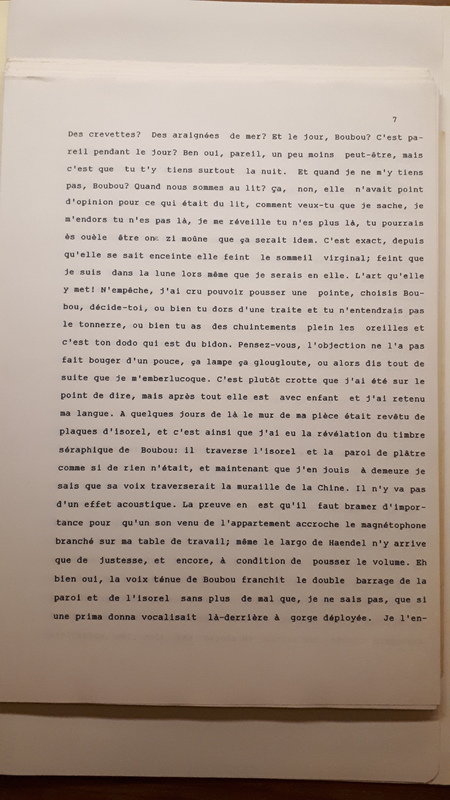 7
Des crevettes? Des araignées de mer? Et le jour, Boubou? C'est pa-
reil pendant le jour? Ben oui, pareil, un peu moins peut-être, mais
c'est que tu t'y tiens surtout la nuit. Et quand je ne m'y tiens
pas, Boubou? Quand nous sommes au lit? ça, non, elle n'avait point
d'opinion pour ce qui était du lit, comment veux-tu que je sache, je
m'endors tu n'es pas là, je me réveille tu n'es plus là, tu pourrais
ès ouèle être on zi moûne que ça serait idem. C'est exact, depuis
qu'elle se sait enceinte elle feint le sommeil virginal; feint que
je suis dans la lune lors même que je serais en elle. L'art qu'elle
y met! N'empêche, j'ai cru pouvoir pousser une pointe, choisis Bou-
bou, décide-toi, ou bien tu dors d'une traite et tu n'entendrais pas
le tonnerre, ou bien tu as des chuintements plein les oreilles et
c'est ton dodo qui est du bidon. Pensez-vous, l'objection ne l'a pas
fait bouger d'un pouce, ça lampe ça glougloute, ou alors dis tout de
suite que je m'emberlucoque. C'est plutôt crotte que j'ai été sur le
point de dire, mais après tout elle est avec enfant et j'ai retenu
ma langue. A quelques jours de là le mur de ma pièce était revêtu de
plaques d'isorel, et c'est ainsi que j'ai eu la révélation du timbre
séraphique de Boubou: il traverse l'isorel et la paroi de plâtre
comme si de rien n'était, et maintenant que j'en jouis à demeure je
sais que sa voix traverserait la muraille de la Chine. Il n'y va pas
d'un effet acoustique. La preuve en est qu'il faut bramer d'impor-
tance pour qu'un son venu de l'appartement accroche le magnétophone
branché sur ma table de travail; même le largo de Haendel n'y arrive
que de justesse, et encore, à condition de pousser le volume. Eh
bien oui, la voix ténue de Boubou franchit le double barrage de la
paroi et de l'isorel sans plus de mal que, je ne sais pas, que si
une prima donna vocalisait là-derrière à gorge déployée. Je l'en-